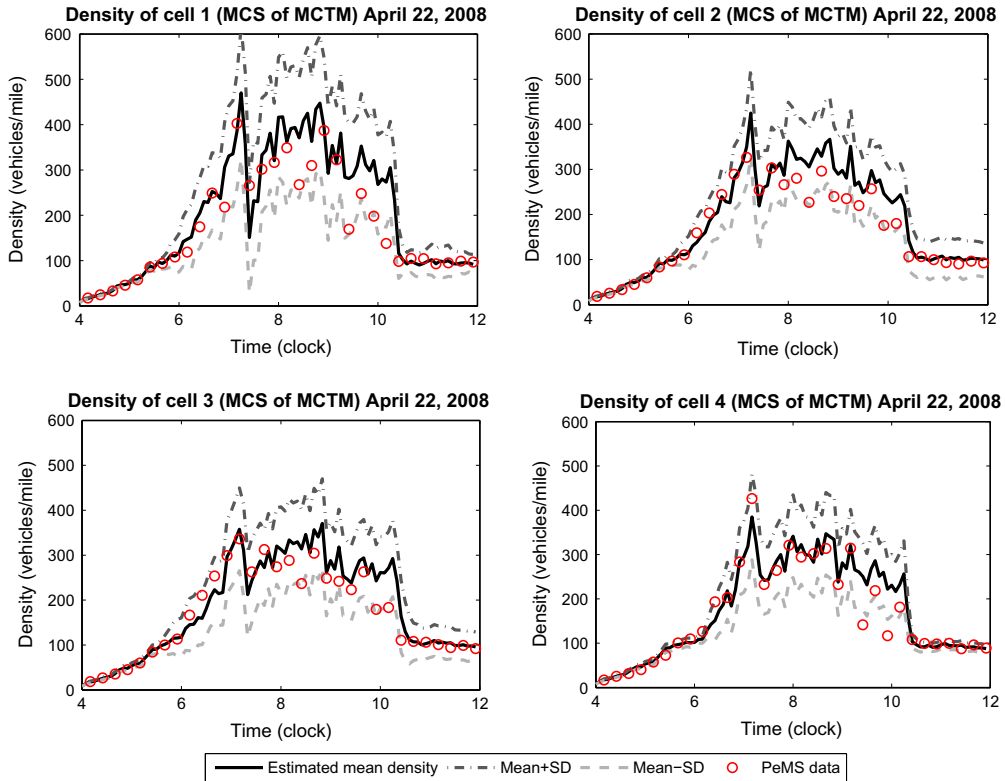 Density of cell 1 (MCS of MCTM) April 22, 2008
600
500
400
300
200
100
0
Density (vehicles/mile)
4 6 8 10 12
Time (clock)
Density of cell 2 (MCS of MCTM) April 22, 2008
600
500
400
300
200
100
0
Density (vehicles/mile)
4 6 8 10 12
Time (clock)
Density of cell 3 (MCS of MCTM) April 22, 2008
600
500
400
300
200
100
0
Density (vehicles/mile)
4 6 8 10 12
Time (clock)
Density of cell 4 (MCS of MCTM) April 22, 2008
600
500
400
300
200
100
0
Density (vehicles/mile)
4 6 8 10 12
Time (clock)
Estimated mean density Mean+SD Mean−SD PeMS data